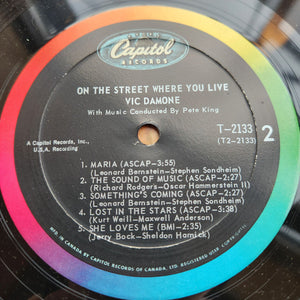 Capitol
RECORDS
ON THE STREET WHERE YOU LIVE
VIC DAMONE
With Music Conducted By Pete King
T-2133
(T2-2133)
2
A Capitol Records, Inc.,
U.S.A. Recording
1. MARIA (ASCAP-3:55)
(Leonard Bernstein-Stephen Sondheim)
2. THE SOUND OF MUSIC (ASCAP-2:27)
(Richard Rodgers-Oscar Hammerstein II)
3. SOMETHING'S COMING (ASCAP-2:27)
(Leonard Bernstein-Stephen Sondheim)
4. LOST IN THE STARS (ASCAP-3:38)
(Kurt Weill-Maxwell Anderson)
5. SHE LOVES ME (BMI-2:35)
(Jerry Bock-Sheldon Harnick)
MFD. BY CAPITOL RECORDS OF CANADA, LTD. REGISTERED USER.